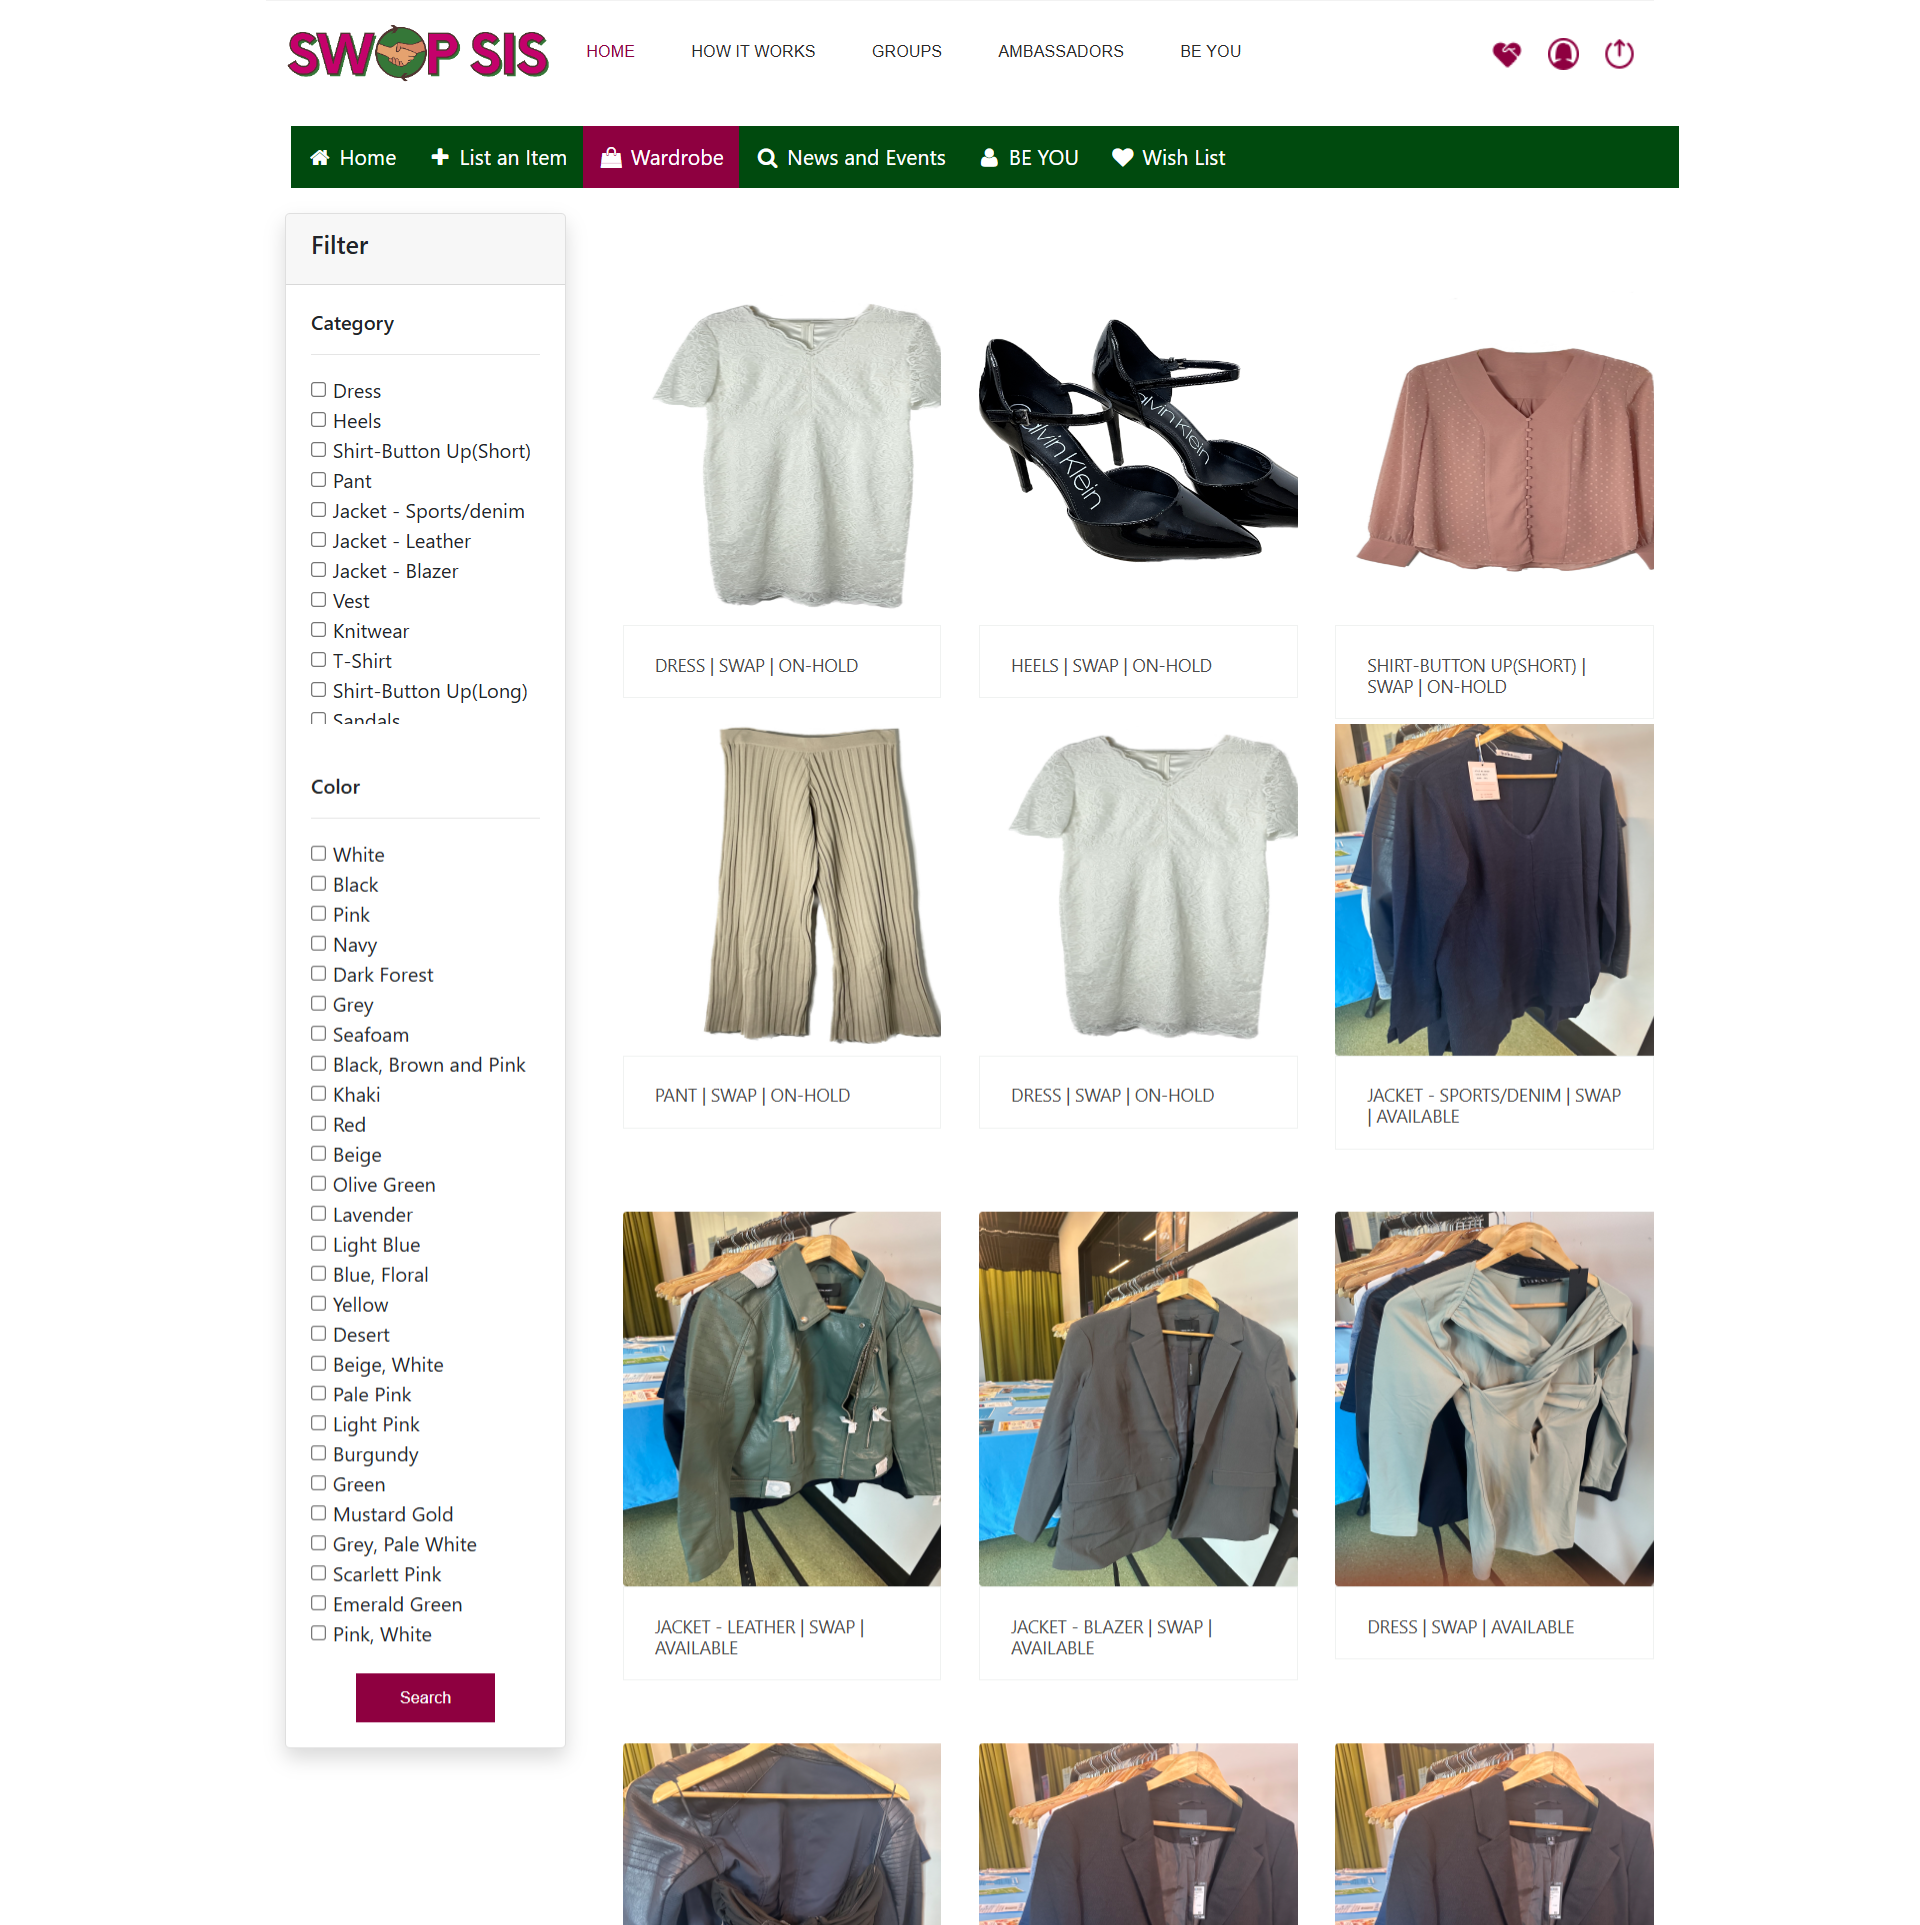 SWOP SIS
HOME
HOW IT WORKS
GROUPS
AMBASSADORS
BE YOU
Home
List an Item
Wardrobe
News and Events
BE YOU
Wish List
Filter
Category
Dress
Heels
Shirt-Button Up(Short)
Pant
Jacket - Sports/denim
Jacket - Leather
Jacket - Blazer
Vest
Knitwear
T-Shirt
Shirt-Button Up(Long)
Sandals
Color
White
Black
Pink
Navy
Dark Forest
Grey
Seafoam
Black, Brown and Pink
Khaki
Red
Beige
Olive Green
Lavender
Light Blue
Blue, Floral
Yellow
Desert
Beige, White
Pale Pink
Light Pink
Burgundy
Green
Mustard Gold
Grey, Pale White
Scarlett Pink
Emerald Green
Pink, White
Search
Calvin Klein
alvin Klein
DRESS | SWAP | ON-HOLD
HEELS | SWAP | ON-HOLD
SHIRT-BUTTON UP(SHORT) |
SWAP | ON-HOLD
PANT | SWAP | ON-HOLD
DRESS | SWAP | ON-HOLD
JACKET - SPORTS/DENIM | SWAP
| AVAILABLE
JACKET - LEATHER | SWAP |
AVAILABLE
JACKET - BLAZER | SWAP |
AVAILABLE
DRESS | SWAP | AVAILABLE